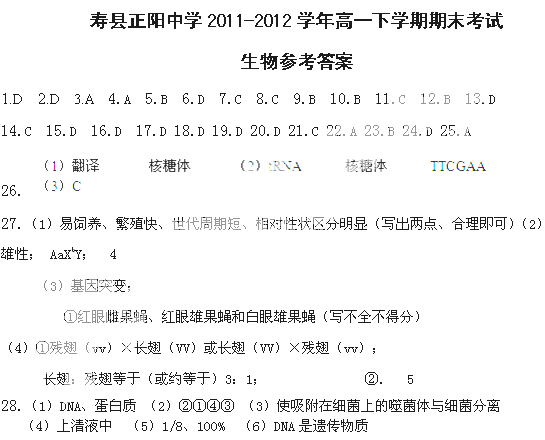 寿县正阳中学 2011-2012 学年高一下学期期末考试
生物参考答案
1.D 2.D 3.A 4.A 5.B 6.D 7.C 8.C 9.B 10.B 11.C 12.B 13.D
14.C 15.D 16.D 17.D 18.D 19.D 20.D 21.C 22.A 23.B 24.D 25.A
(1) 翻译 核糖体 (2) tRNA 核糖体 TTCGAA
26. (3) C
27. (1) 易饲养、繁殖快、世代周期短、相对性状区分明显(写出两点、合理即可) (2)
雄性; AaXᵇY; 4
(3) 基因突变;
①红眼雌果蝇、红眼雄果蝇和白眼雄果蝇(写不全不得分)
(4) ①残翅(vv)×长翅(VV)或长翅(VV)×残翅(vv);
长翅:残翅等于(或约等于)3:1; ②. 5
28. (1) DNA、蛋白质 (2) ②①④③ (3) 使吸附在细菌上的噬菌体与细菌分离
(4) 上清液中 (5) 1/8、100% (6) DNA是遗传物质